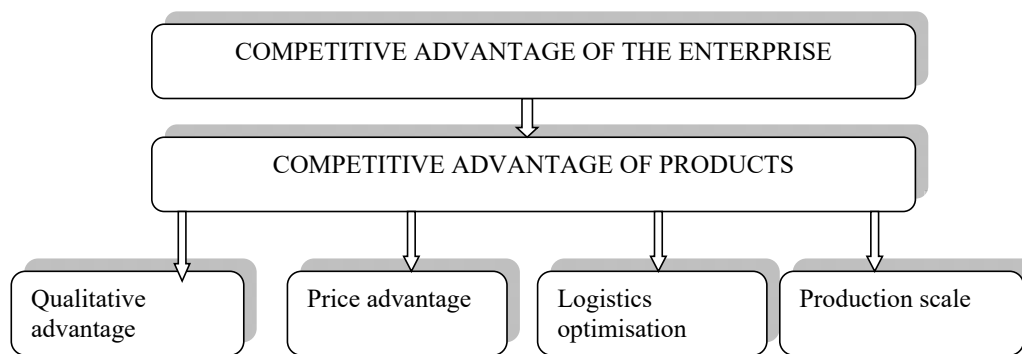 COMPETITIVE ADVANTAGE OF THE ENTERPRISE
COMPETITIVE ADVANTAGE OF PRODUCTS
Qualitative
advantage
Price advantage
Logistics
optimisation
Production scale